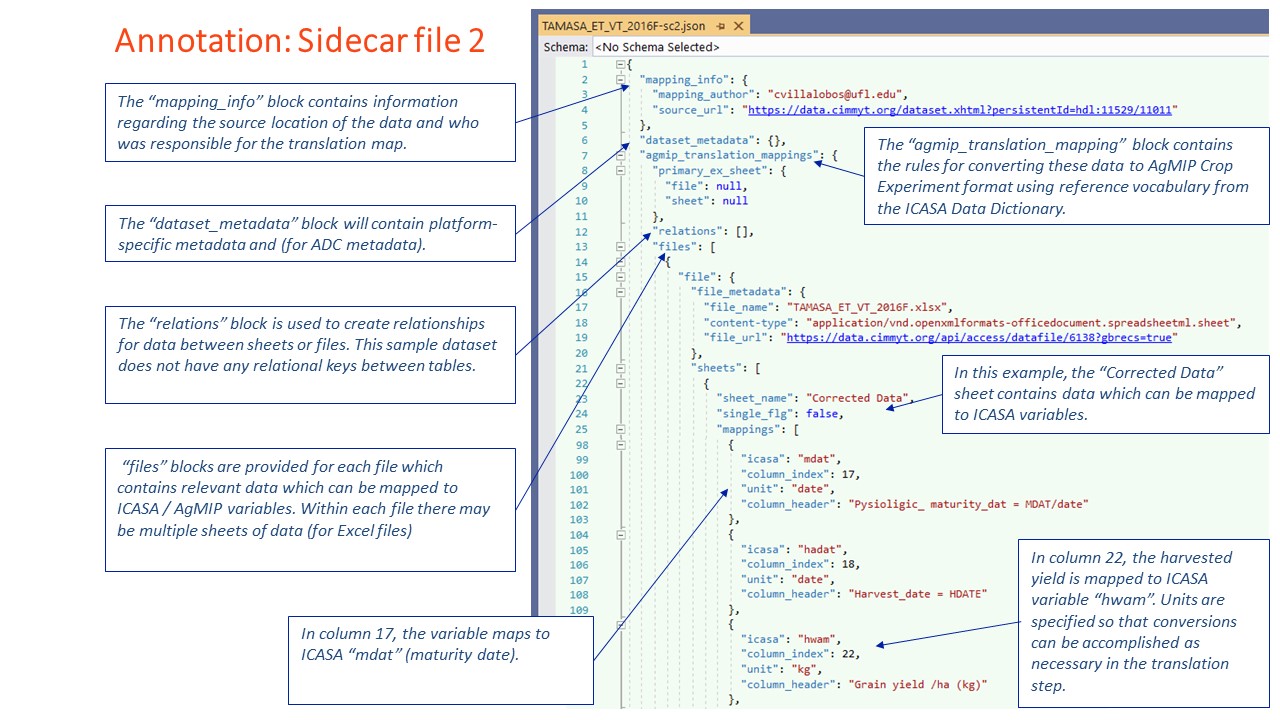 Annotation: Sidecar file 2
The “mapping_info” block contains information
regarding the source location of the data and who
was responsible for the translation map.
The “dataset_metadata” block will contain platform-
specific metadata and (for ADC metadata).
The “relations” block is used to create relationships
for data between sheets or files. This sample dataset
does not have any relational keys between tables.
“files” blocks are provided for each file which
contains relevant data which can be mapped to
ICASA / AgMIP variables. Within each file there may
be multiple sheets of data (for Excel files)
In column 17, the variable maps to
ICASA “mdat” (maturity date).
TAMASA_ET_VT_2016F-sc2.json
Schema: <No Schema Selected>
1 {
2 "mapping_info": {
3 "mapping_author": "cvillalobos@ufl.edu",
4 "source_url": "https://data.cimmyt.org/dataset.xhtml?persistentId=hdl:11529/11011"
5 },
6 "dataset_metadata": {},
7 "agmip_translation_mappings": {
8 "primary_ex_sheet": {
9 "file": null,
10 "sheet": null
11 },
12 "relations": [],
13 "files": [
14 {
15 "file": {
16 "file_metadata": {
17 "file_name": "TAMASA_ET_VT_2016F.xlsx",
18 "content-type": "application/vnd.openxmlformats-officedocument.spreadsheetml.sheet",
19 "file_url": "https://data.cimmyt.org/api/access/datafile/6138?gbrecs=true"
20 },
21 "sheets": [
22 {
23 "sheet_name": "Corrected Data",
24 "single_flg": false,
25 "mappings": [
98 {
99 "icasa": "mdat",
100 "column_index": 17,
101 "unit": "date",
102 "column_header": "Pysioligic_ maturity_dat = MDAT/date"
103 },
104 {
105 "icasa": "hadat",
106 "column_index": 18,
107 "unit": "date",
108 "column_header": "Harvest_date = HDATE"
109 },
{
"icasa": "hwam",
"column_index": 22,
"unit": "kg",
"column_header": "Grain yield /ha (kg)"
},
The “agmip_translation_mapping” block contains
the rules for converting these data to AgMIP Crop
Experiment format using reference vocabulary from
the ICASA Data Dictionary.
In this example, the “Corrected Data”
sheet contains data which can be mapped
to ICASA variables.
In column 22, the harvested
yield is mapped to ICASA
variable “hwam”. Units are
specified so that conversions
can be accomplished as
necessary in the translation
step.